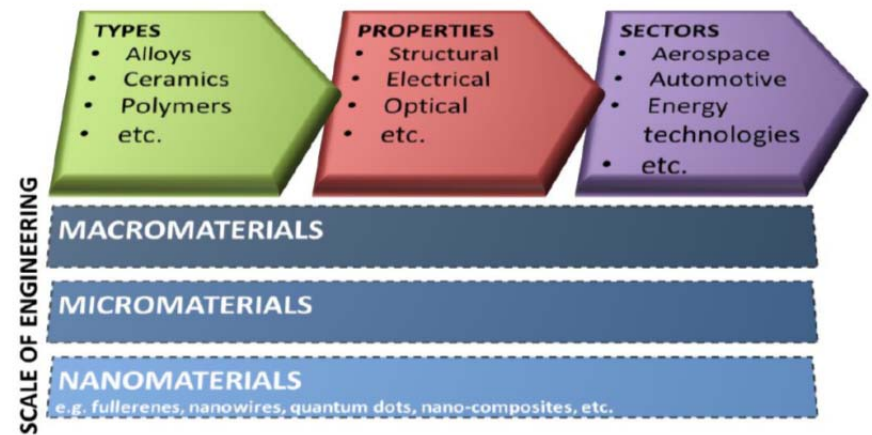 TYPES
• Alloys
• Ceramics
• Polymers
• etc.
PROPERTIES
• Structural
• Electrical
• Optical
• etc.
SECTORS
• Aerospace
• Automotive
• Energy
technologies
• etc.
SCALE OF ENGINEERING
MACROMATERIALS
MICROMATERIALS
NANOMATERIALS
e.g. fullerenes, nanowires, quantum dots, nano-composites, etc.